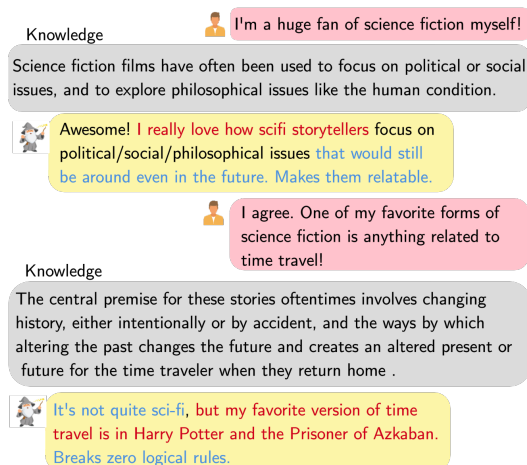 I'm a huge fan of science fiction myself!
Knowledge
Science fiction films have often been used to focus on political or social
issues, and to explore philosophical issues like the human condition.
Awesome! I really love how scifi storytellers focus on
political/social/philosophical issues that would still
be around even in the future. Makes them relatable.
I agree. One of my favorite forms of
science fiction is anything related to
time travel!
Knowledge
The central premise for these stories oftentimes involves changing
history, either intentionally or by accident, and the ways by which
altering the past changes the future and creates an altered present or
future for the time traveler when they return home .
It's not quite sci-fi, but my favorite version of time
travel is in Harry Potter and the Prisoner of Azkaban.
Breaks zero logical rules.